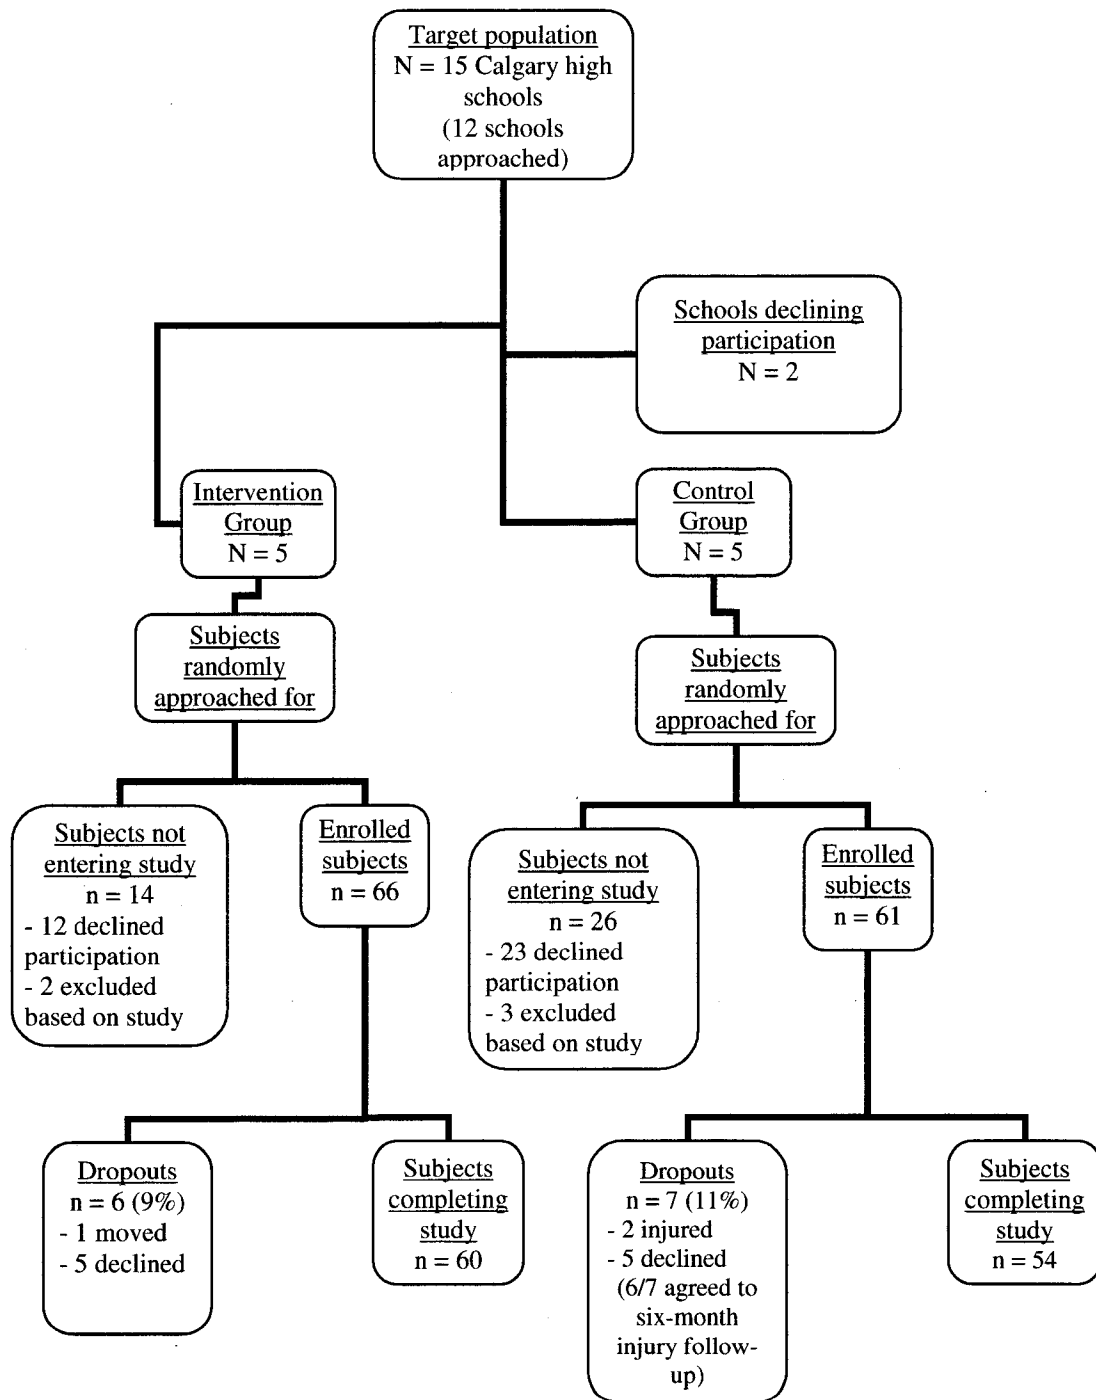 Target population
N = 15 Calgary high
schools
(12 schools
approached)
Schools declining
participation
N = 2
Intervention
Group
N = 5
Control
Group
N = 5
Subjects
randomly
approached for
Subjects
randomly
approached for
Subjects not
entering study
n = 14
- 12 declined
participation
- 2 excluded
based on study
Enrolled
subjects
n = 66
Subjects not
entering study
n = 26
- 23 declined
participation
- 3 excluded
based on study
Enrolled
subjects
n = 61
Dropouts
n = 6 (9%)
- 1 moved
- 5 declined
Subjects
completing
study
n = 60
Dropouts
n = 7 (11%)
- 2 injured
- 5 declined
(6/7 agreed to
six-month
injury follow-
up)
Subjects
completing
study
n = 54